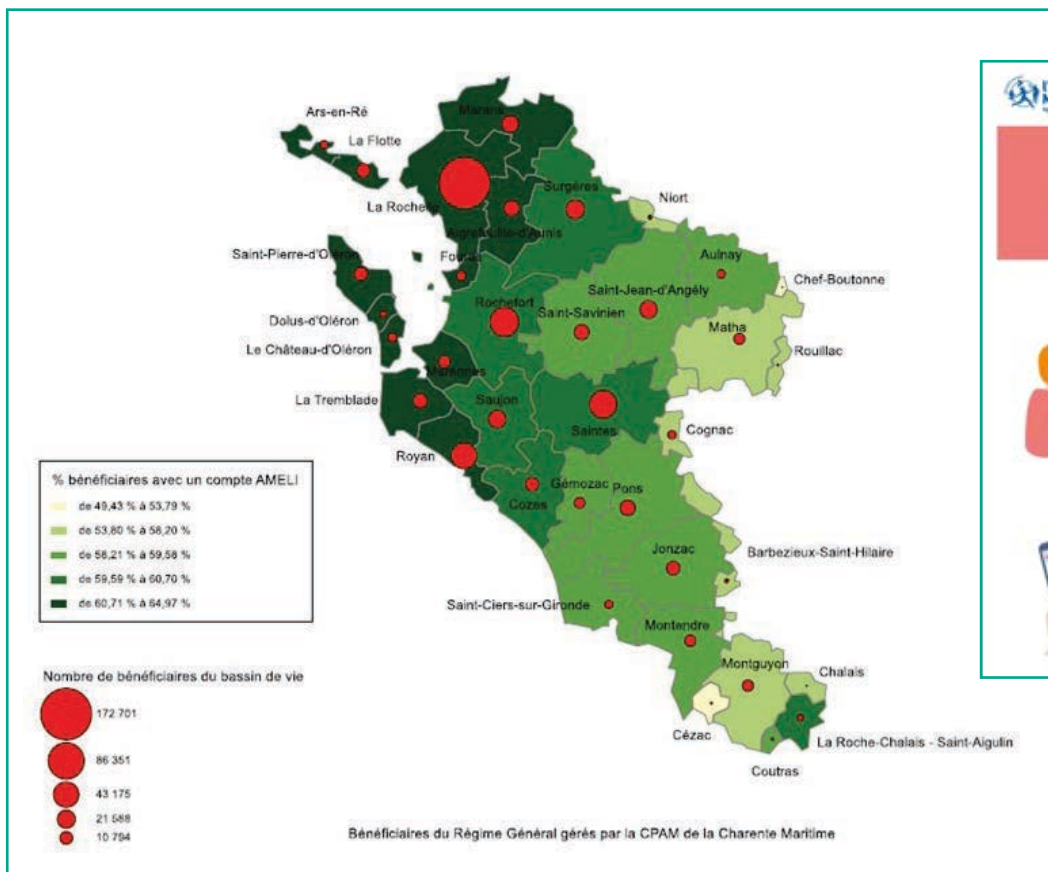 Ars-en-Ré
La Flotte
Marans
La Rochelle
Surgères
Niort
Aigrefeuille-d'Aunis
Fouras
Saint-Pierre-d'Oléron
Aulnay
Chef-Boutonne
Rochefort
Saint-Jean-d'Angély
Saint-Savinien
Dolus-d'Oléron
Matha
Le Château-d'Oléron
Rouillac
Marennes
La Tremblade
Saujon
Saintes
Cognac
Royan
% bénéficiaires avec un compte AMELI
de 49,43 % à 53,79 %
de 53,80 % à 58,20 %
de 58,21 % à 59,58 %
de 59,59 % à 60,70 %
de 60,71 % à 64,97 %
Cozes
Gémozac
Pons
Jonzac
Barbezieux-Saint-Hilaire
Saint-Ciers-sur-Gironde
Montendre
Montguyon
Chalais
Nombre de bénéficiaires du bassin de vie
172 701
86 351
43 175
21 588
10 794
Cézac
La Roche-Chalais - Saint-Aigulin
Coutras
Bénéficiaires du Régime Général gérés par la CPAM de la Charente Maritime